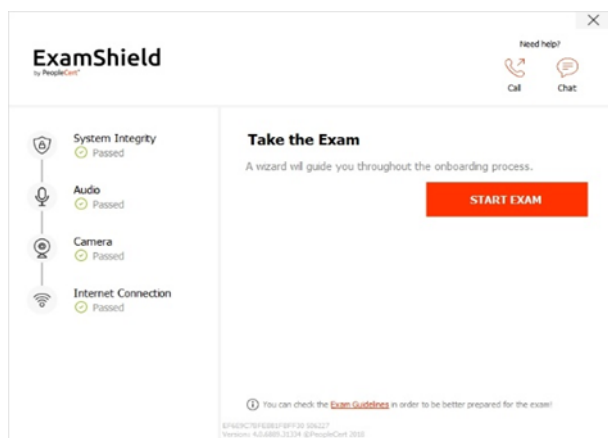 Need help?
ExamShield
by PeopleCert
Call
Chat
System Integrity
Passed
Audio
Passed
Camera
Passed
Internet Connection
Passed
Take the Exam
A wizard will guide you throughout the onboarding process.
START EXAM
You can check the Exam Guidelines in order to be better prepared for the exam!
©PeopleCert 2018